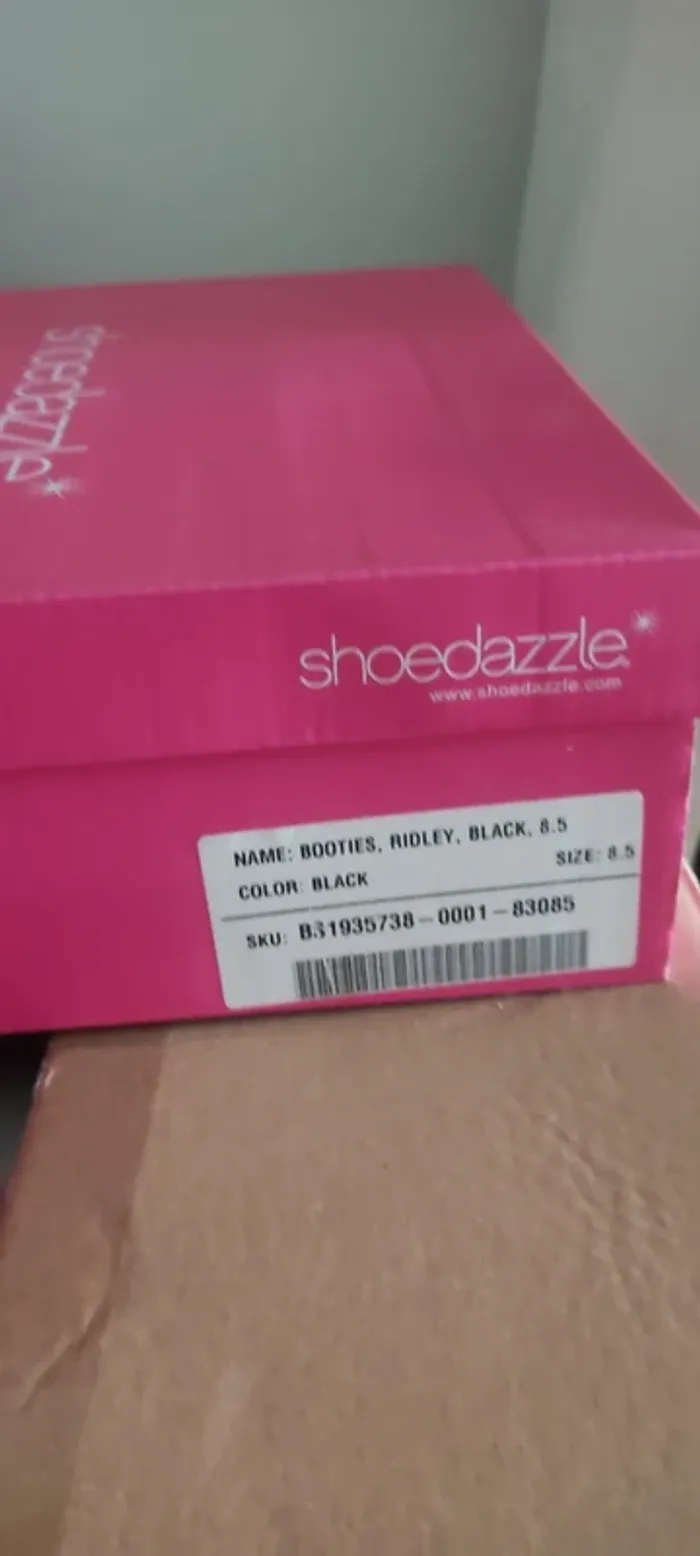 shoedazzle
shoedazzle
www.shoedazzle.com
NAME: BOOTIES, RIDLEY, BLACK, 8.5
COLOR: BLACK
SIZE: 8.5
SKU: BS1935738-0001-83085